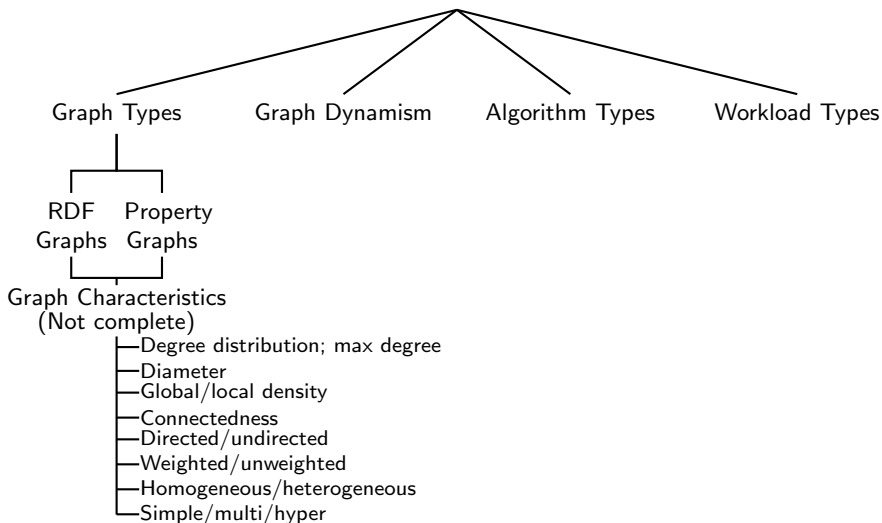 Graph Types
Graph Dynamism
Algorithm Types
Workload Types
RDF
Graphs
Property
Graphs
Graph Characteristics
(Not complete)
Degree distribution; max degree
Diameter
Global/local density
Connectedness
Directed/undirected
Weighted/unweighted
Homogeneous/heterogeneous
Simple/multi/hyper